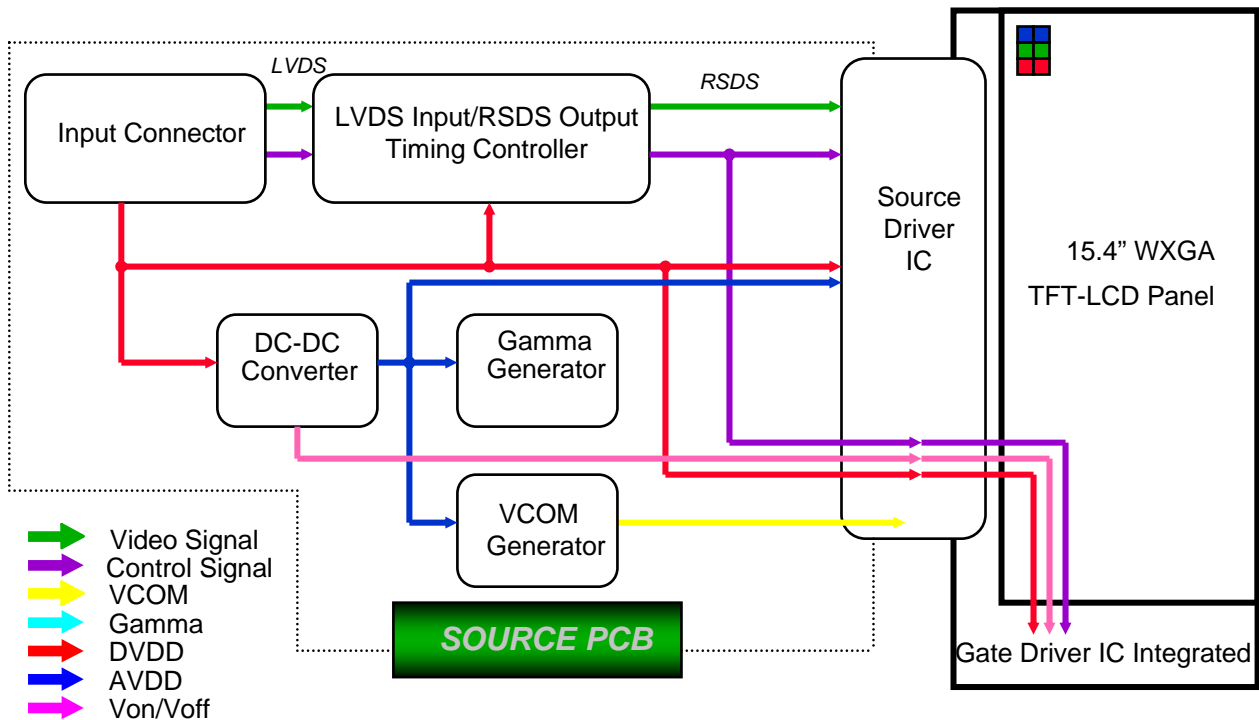 LVDS
RSDS
Input Connector
LVDS Input/RSDS Output
Timing Controller
Source
Driver
IC
15.4” WXGA
TFT-LCD Panel
DC-DC
Converter
Gamma
Generator
VCOM
Generator
Video Signal
Control Signal
VCOM
Gamma
DVDD
AVDD
Von/Voff
SOURCE PCB
Gate Driver IC Integrated